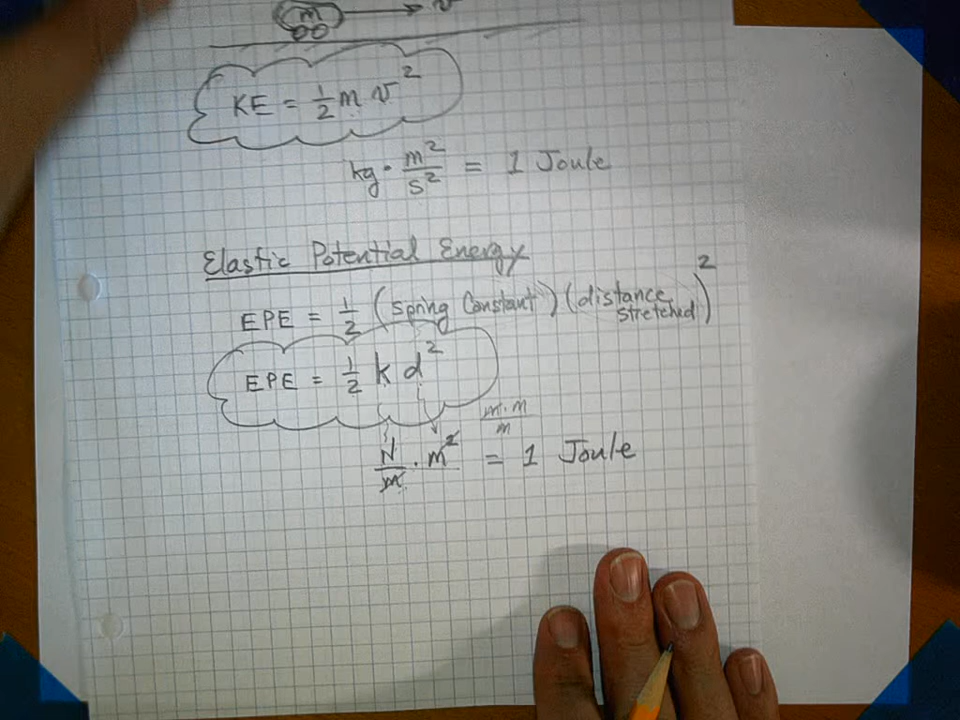 m → v
KE = 1/2 m v²
kg · m²/s² = 1 Joule
Elastic Potential Energy
EPE = 1/2 (Spring Constant) (distance stretched)²
EPE = 1/2 k d²
m·m/m
N/m · m² = 1 Joule